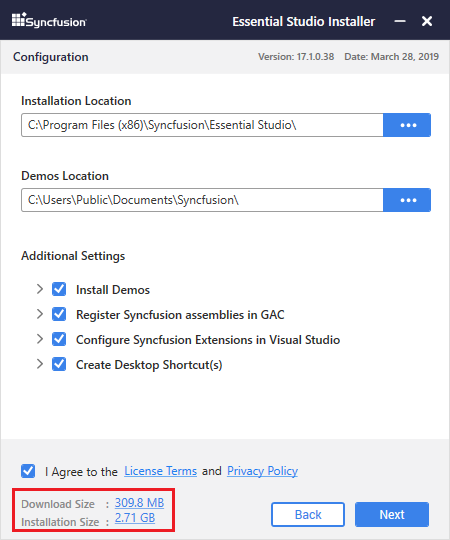 Syncfusion Essential Studio Installer
Configuration Version: 17.1.0.38 Date: March 28, 2019
Installation Location
C:\Program Files (x86)\Syncfusion\Essential Studio\
Demos Location
C:\Users\Public\Documents\Syncfusion\
Additional Settings
Install Demos
Register Syncfusion assemblies in GAC
Configure Syncfusion Extensions in Visual Studio
Create Desktop Shortcut(s)
I Agree to the License Terms and Privacy Policy
Download Size : 309.8 MB
Installation Size : 2.71 GB
Back Next